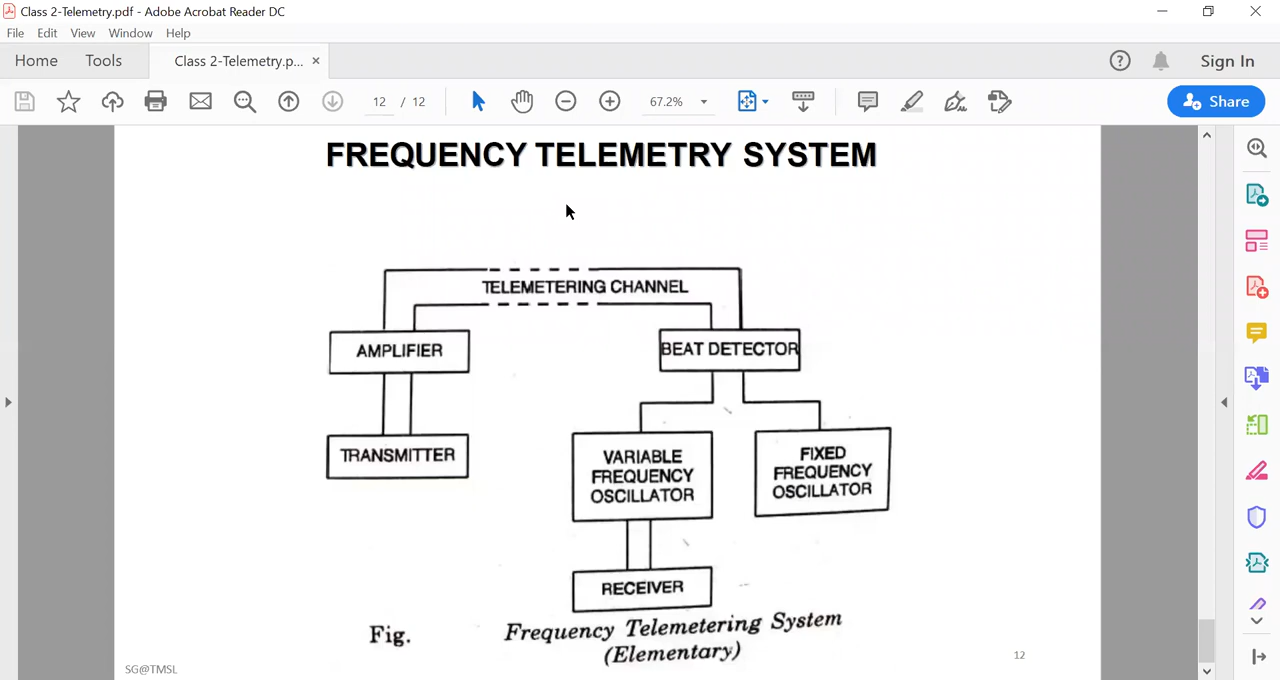 Class 2-Telemetry.pdf - Adobe Acrobat Reader DC
File Edit View Window Help
Home Tools Class 2-Telemetry.p... × Sign In
12 / 12 67.2% Share
FREQUENCY TELEMETRY SYSTEM
TELEMETERING CHANNEL
AMPLIFIER
BEAT DETECTOR
TRANSMITTER
VARIABLE
FREQUENCY
OSCILLATOR
FIXED
FREQUENCY
OSCILLATOR
RECEIVER
Fig. Frequency Telemetering System
(Elementary)
SG@TMSL
12